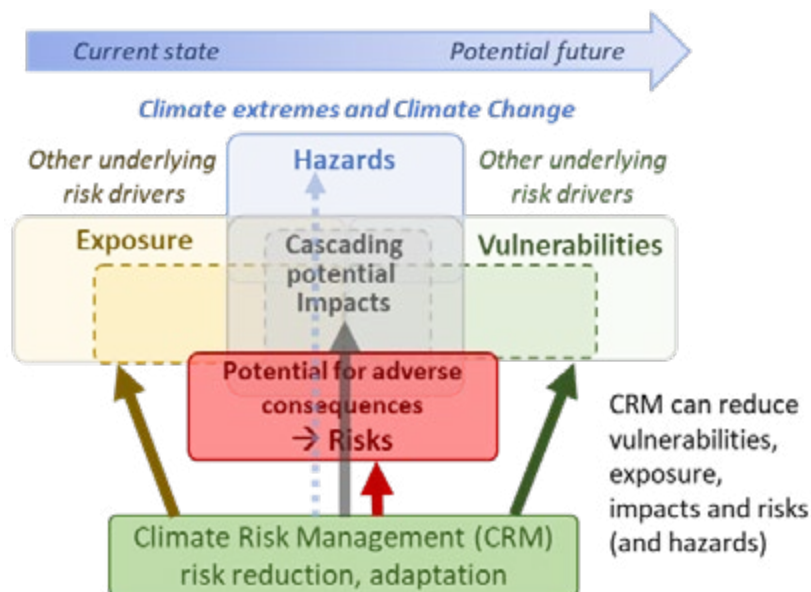 Current state
Potential future
Climate extremes and Climate Change
Other underlying
risk drivers
Hazards
Other underlying
risk drivers
Exposure
Cascading
potential
Impacts
Vulnerabilities
Potential for adverse
consequences
→ Risks
CRM can reduce
vulnerabilities,
exposure,
impacts and risks
(and hazards)
Climate Risk Management (CRM)
risk reduction, adaptation